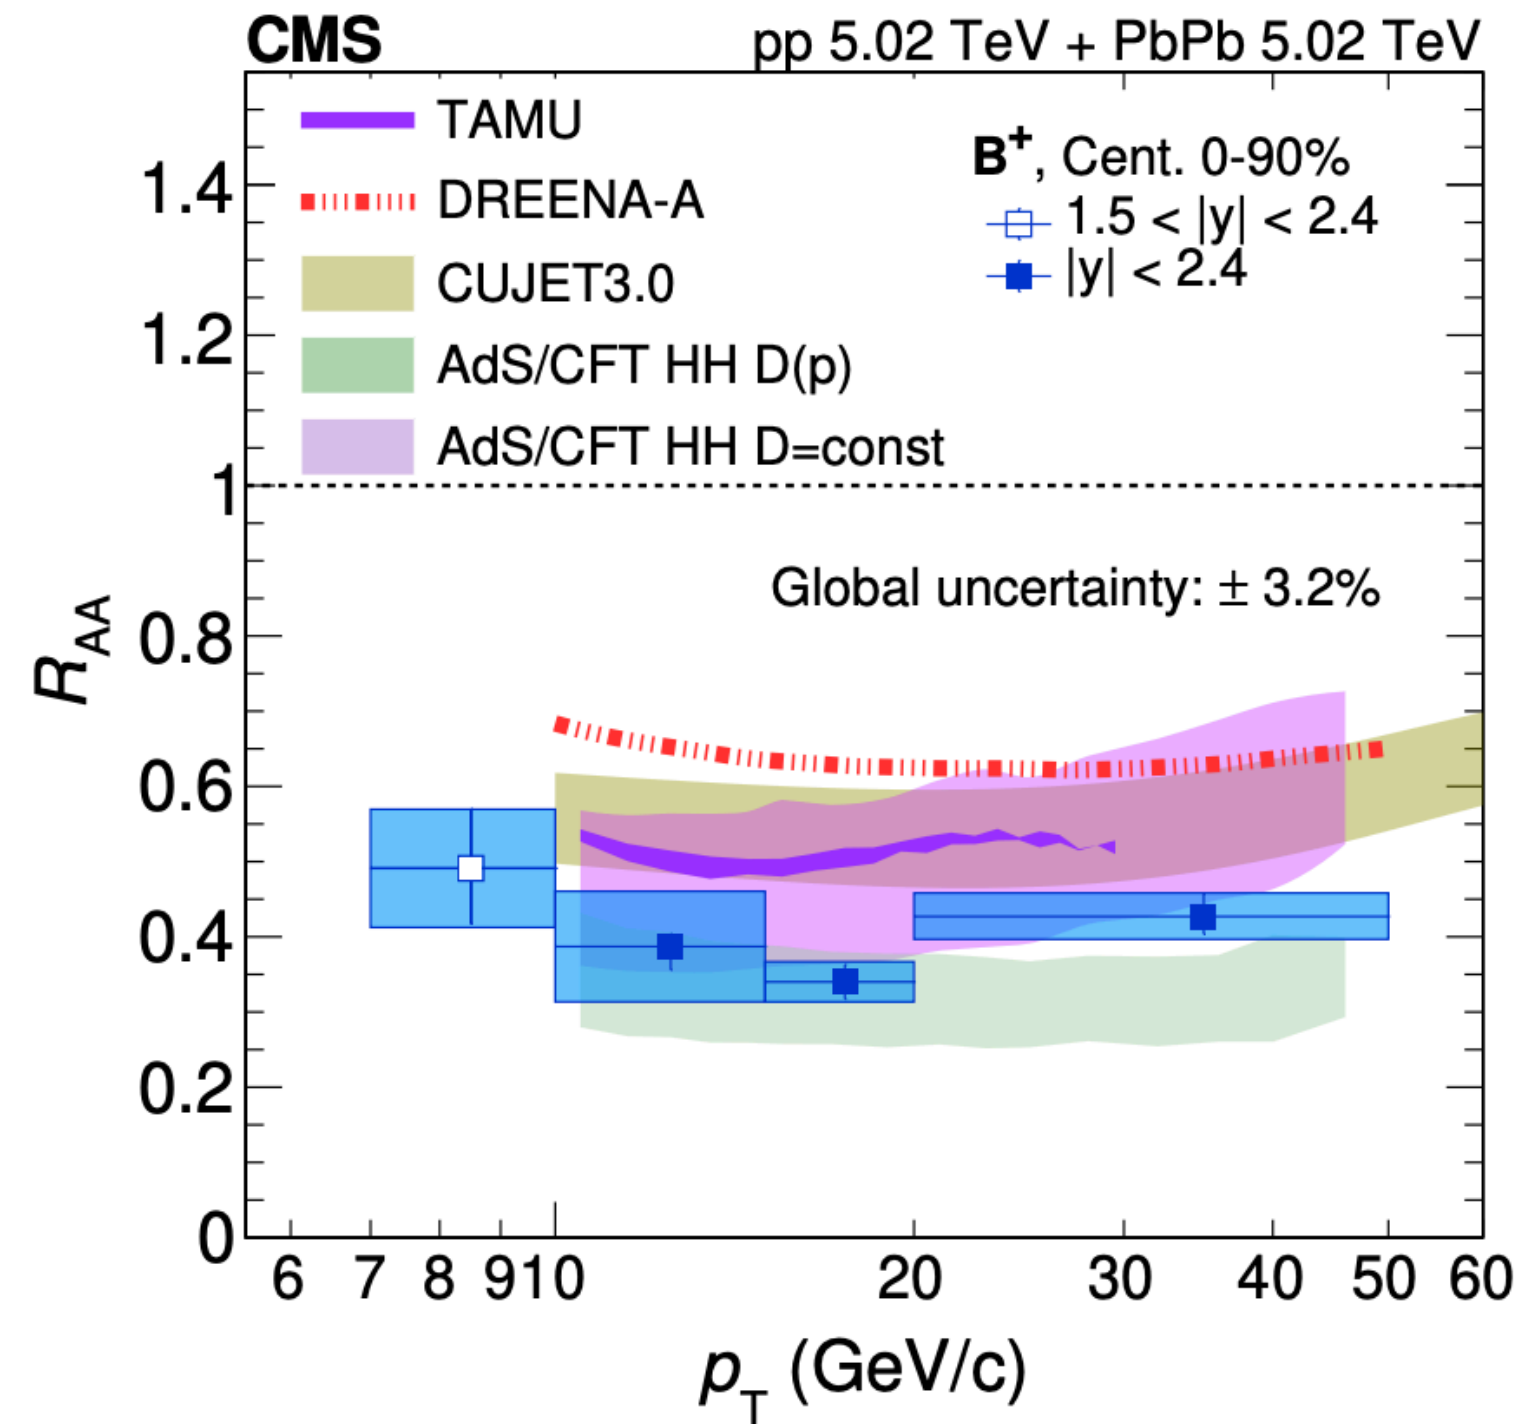 CMS pp 5.02 TeV + PbPb 5.02 TeV
TAMU
DREENA-A
CUJET3.0
AdS/CFT HH D(p)
AdS/CFT HH D=const
B⁺, Cent. 0-90%
1.5 < |y| < 2.4
|y| < 2.4
Global uncertainty: ± 3.2%
R_AA
1.4
1.2
1
0.8
0.6
0.4
0.2
0
6 7 8 9 10 20 30 40 50 60
p_T (GeV/c)